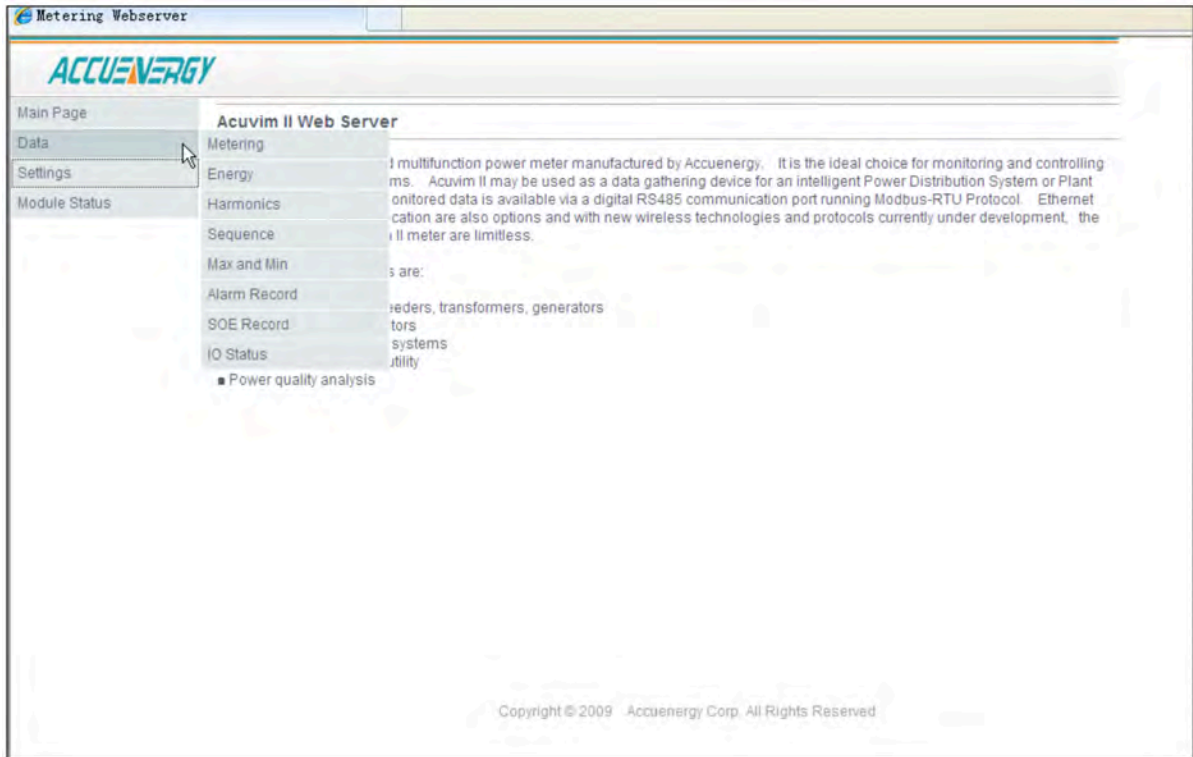 Metering Webserver
ACCUENERGY
Main Page
Data
Settings
Module Status
Acuvim II Web Server
Metering
Energy
Harmonics
Sequence
Max and Min
Alarm Record
SOE Record
IO Status
multifunction power meter manufactured by Accuenergy. It is the ideal choice for monitoring and controlling
ms. Acuvim II may be used as a data gathering device for an intelligent Power Distribution System or Plant
onitored data is available via a digital RS485 communication port running Modbus-RTU Protocol. Ethernet
cation are also options and with new wireless technologies and protocols currently under development, the
II meter are limitless.
s are:
eeders, transformers, generators
tors
systems
utility
■ Power quality analysis
Copyright © 2009 Accuenergy Corp. All Rights Reserved